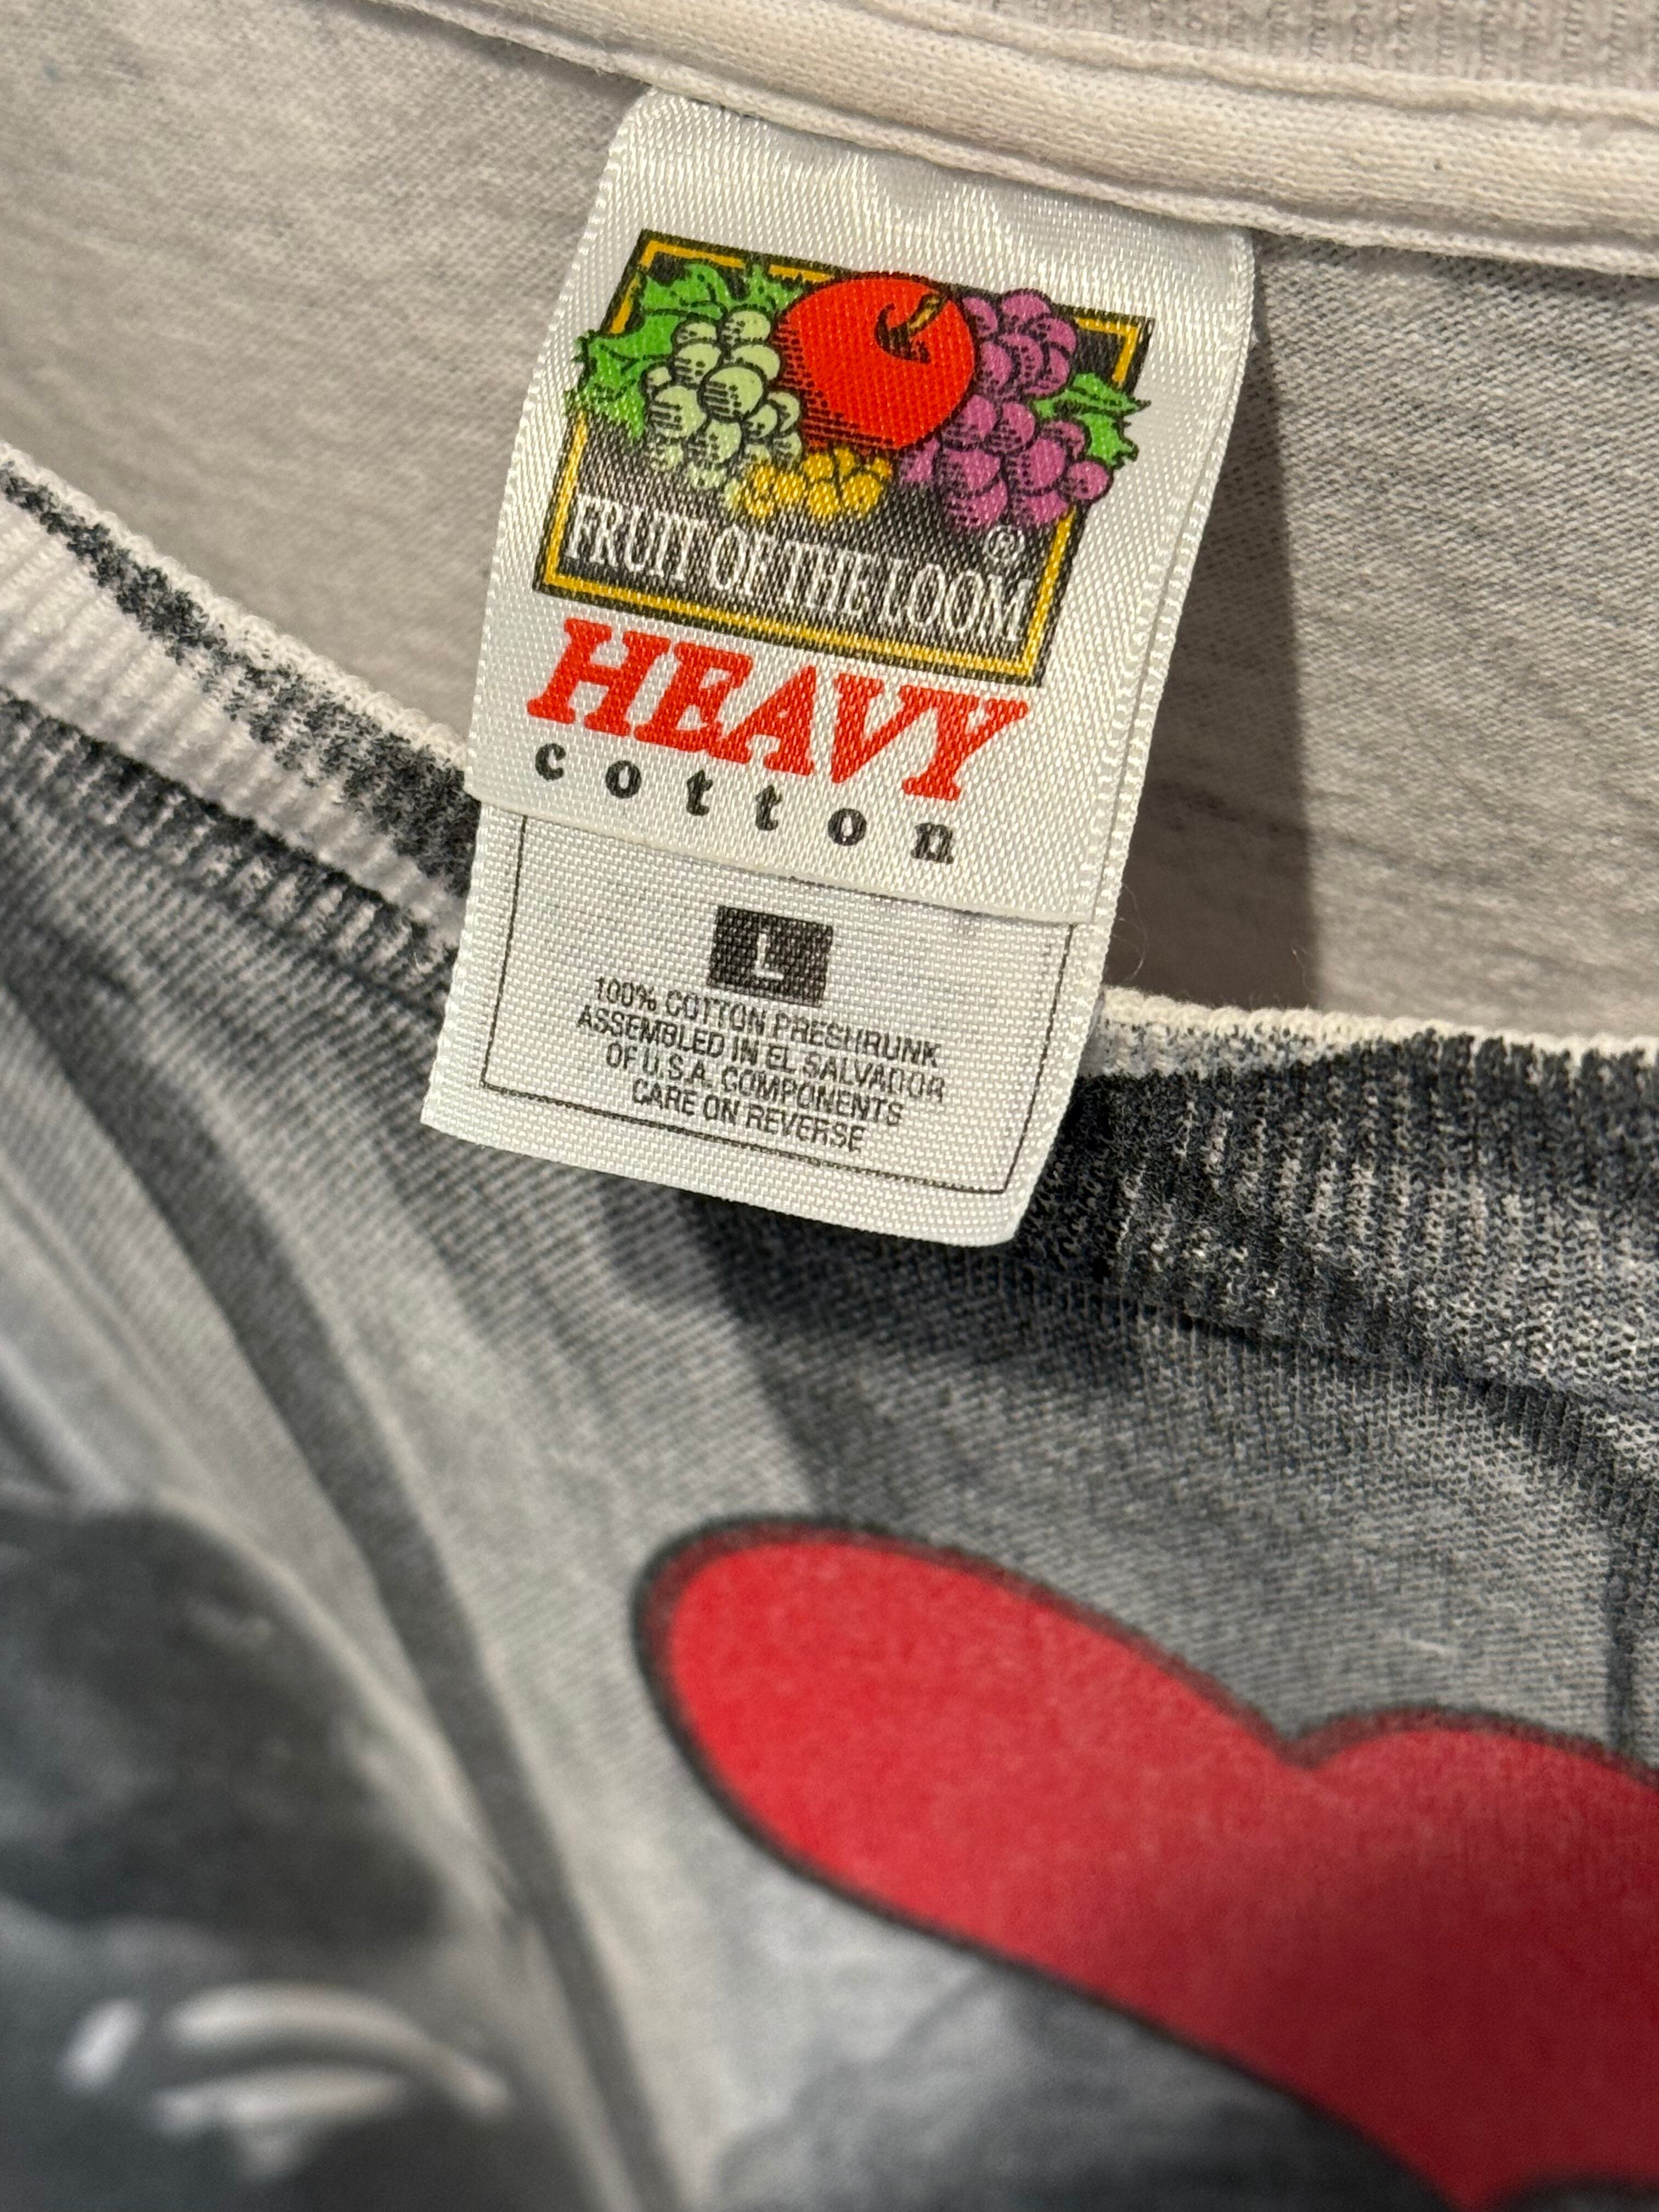 FRUIT OF THE LOOM®
HEAVY
cotton
L
100% COTTON PRESHRUNK
ASSEMBLED IN EL SALVADOR
OF U.S.A. COMPONENTS
CARE ON REVERSE